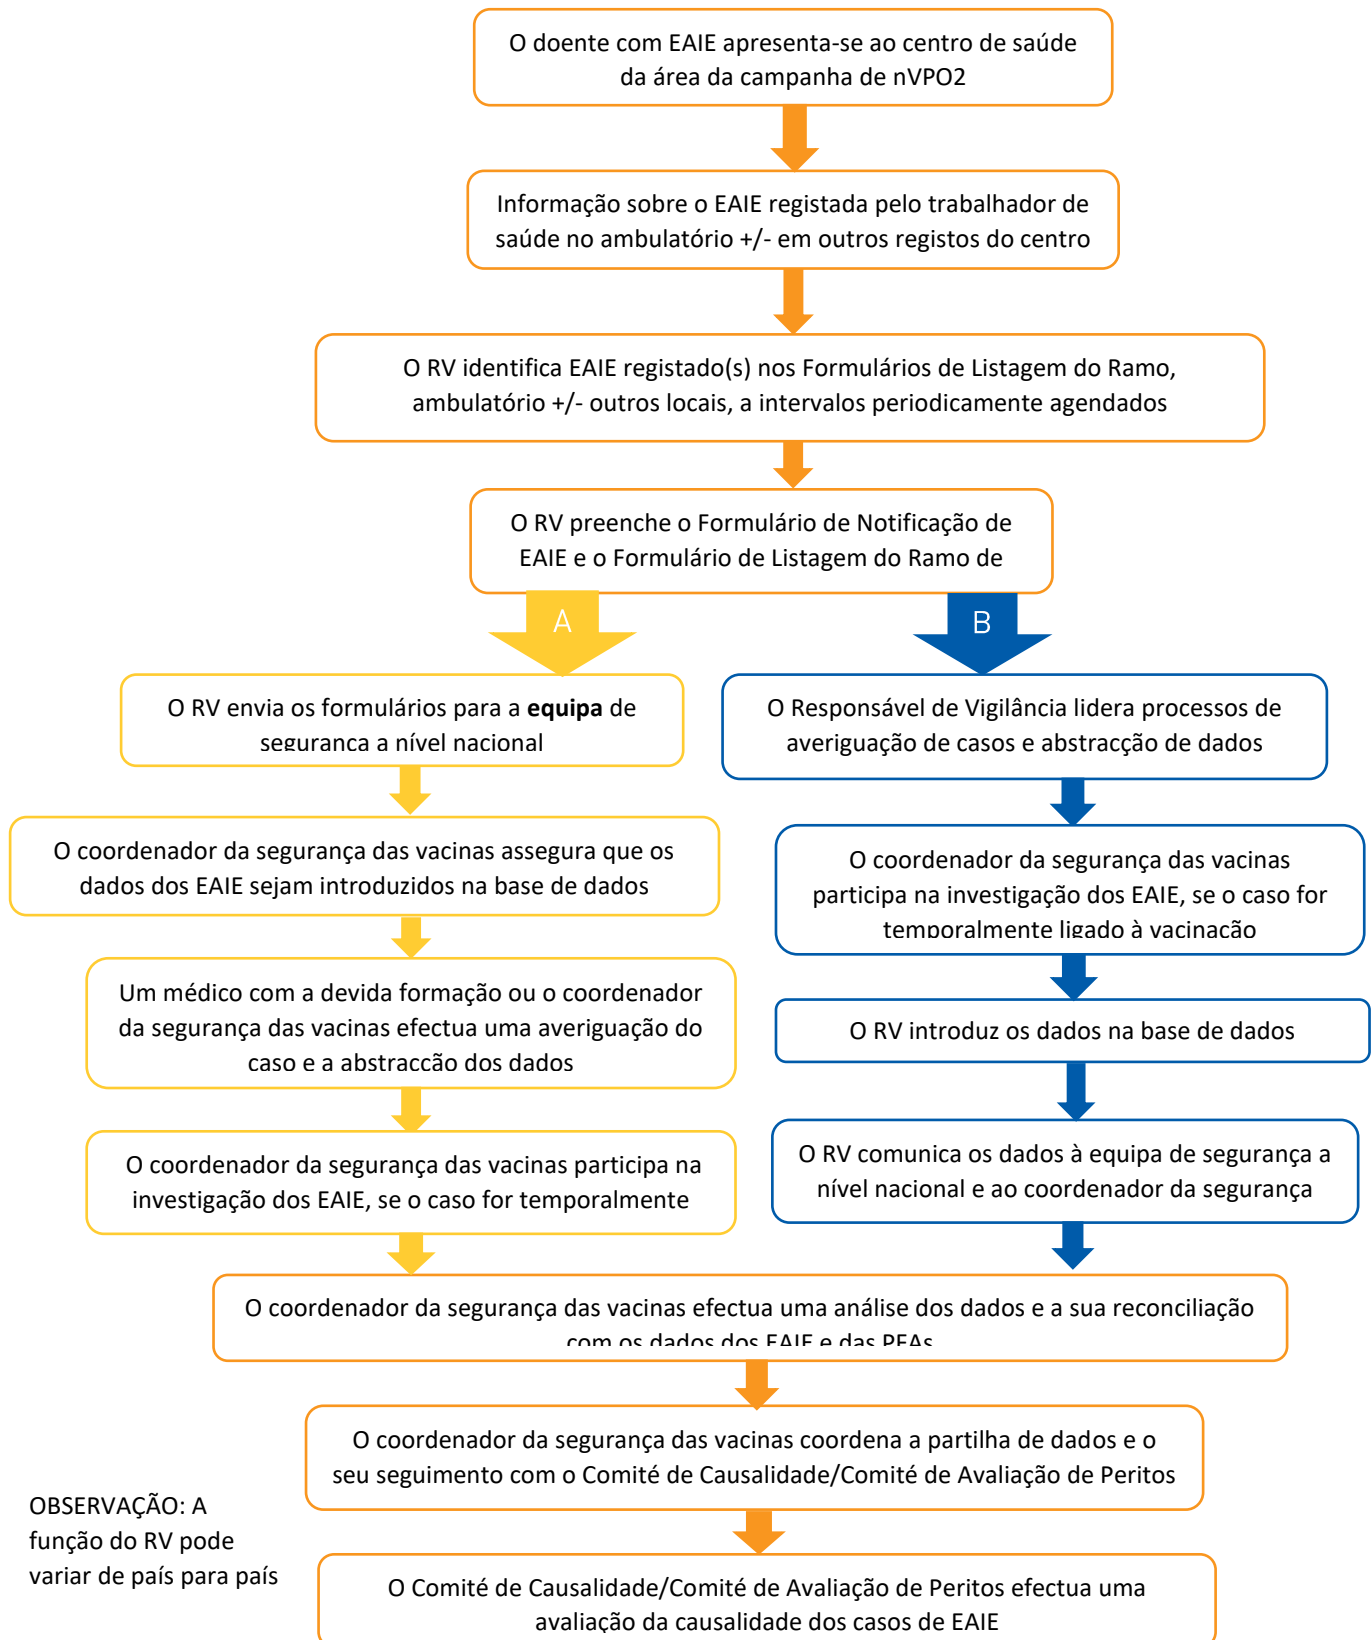 O doente com EAIE apresenta-se ao centro de saúde
da área da campanha de nVPO2
Informação sobre o EAIE registada pelo trabalhador de
saúde no ambulatório +/- em outros registos do centro
O RV identifica EAIE registado(s) nos Formulários de Listagem do Ramo,
ambulatório +/- outros locais, a intervalos periodicamente agendados
O RV preenche o Formulário de Notificação de
EAIE e o Formulário de Listagem do Ramo de
A
B
O RV envia os formulários para a equipa de
segurança a nível nacional
O coordenador da segurança das vacinas assegura que os
dados dos EAIE sejam introduzidos na base de dados
Um médico com a devida formação ou o coordenador
da segurança das vacinas efectua uma averiguação do
caso e a abstracção dos dados
O coordenador da segurança das vacinas participa na
investigação dos EAIE, se o caso for temporalmente
O Responsável de Vigilância lidera processos de
averiguação de casos e abstracção de dados
O coordenador da segurança das vacinas
participa na investigação dos EAIE, se o caso for
temporalmente ligado à vacinação
O RV introduz os dados na base de dados
O RV comunica os dados à equipa de segurança a
nível nacional e ao coordenador da segurança
O coordenador da segurança das vacinas efectua uma análise dos dados e a sua reconciliação
com os dados dos EAIE e das PFAs
O coordenador da segurança das vacinas coordena a partilha de dados e o
seu seguimento com o Comité de Causalidade/Comité de Avaliação de Peritos
O Comité de Causalidade/Comité de Avaliação de Peritos efectua uma
avaliação da causalidade dos casos de EAIE
OBSERVAÇÃO: A
função do RV pode
variar de país para país